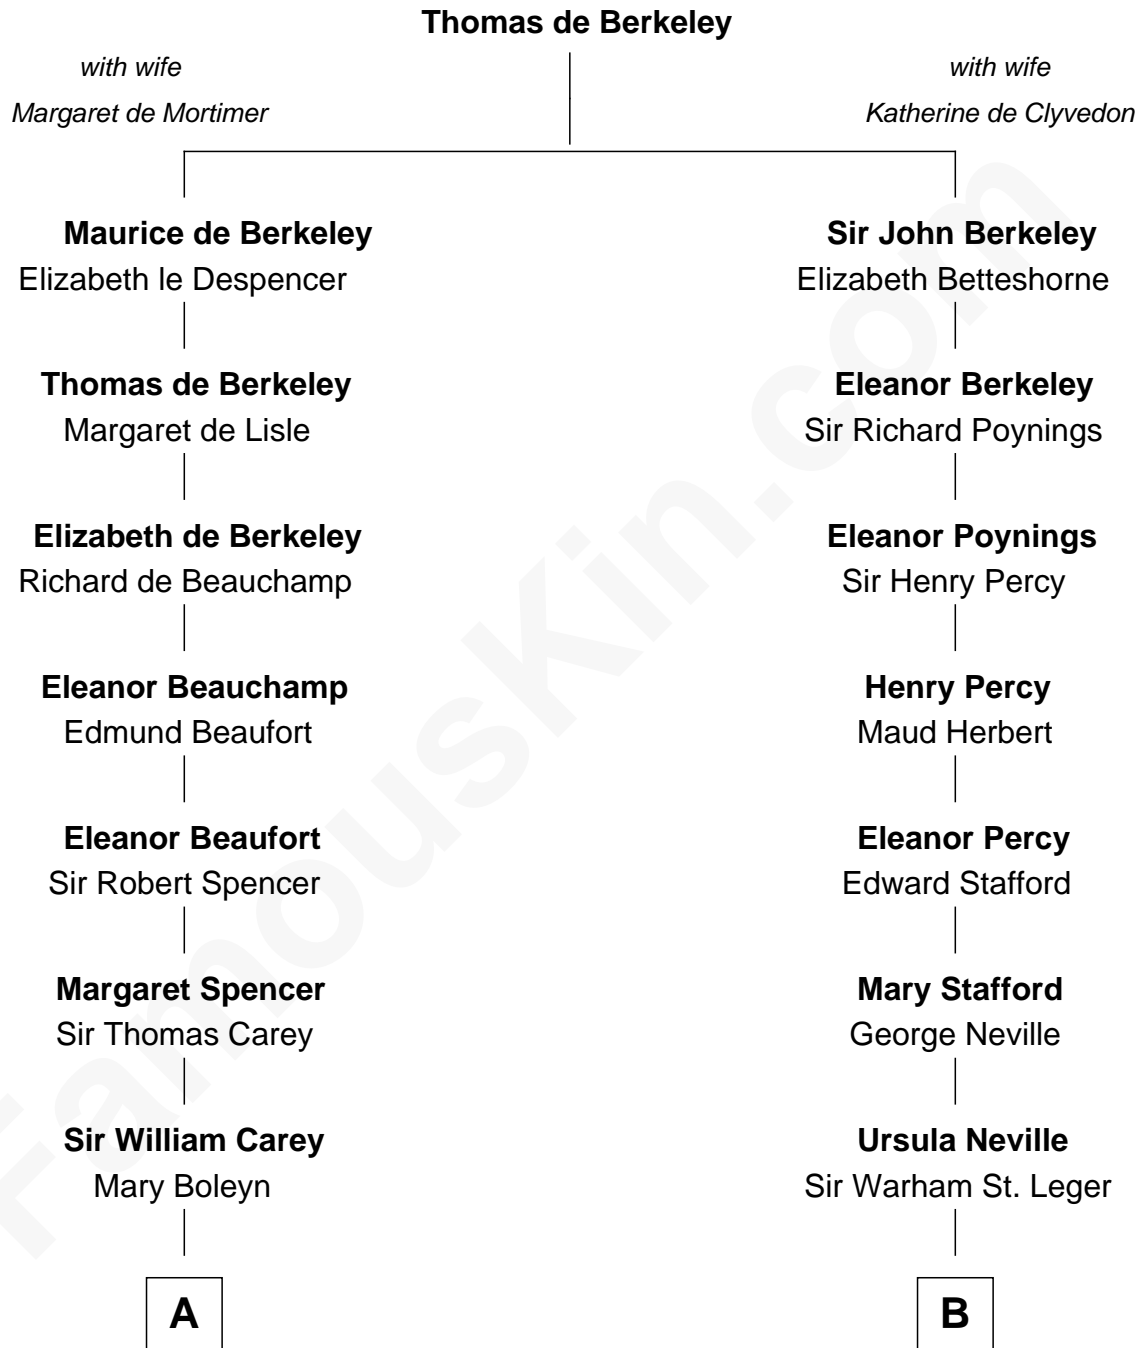 Thomas de Berkeley
with wife
Margaret de Mortimer
with wife
Katherine de Clyvedon
Maurice de Berkeley
Elizabeth le Despencer
Sir John Berkeley
Elizabeth Betteshorne
Thomas de Berkeley
Margaret de Lisle
Eleanor Berkeley
Sir Richard Poynings
Elizabeth de Berkeley
Richard de Beauchamp
Eleanor Poynings
Sir Henry Percy
Eleanor Beauchamp
Edmund Beaufort
Henry Percy
Maud Herbert
Eleanor Beaufort
Sir Robert Spencer
Eleanor Percy
Edward Stafford
Margaret Spencer
Sir Thomas Carey
Mary Stafford
George Neville
Sir William Carey
Mary Boleyn
Ursula Neville
Sir Warham St. Leger
A
B
FamousKin.com